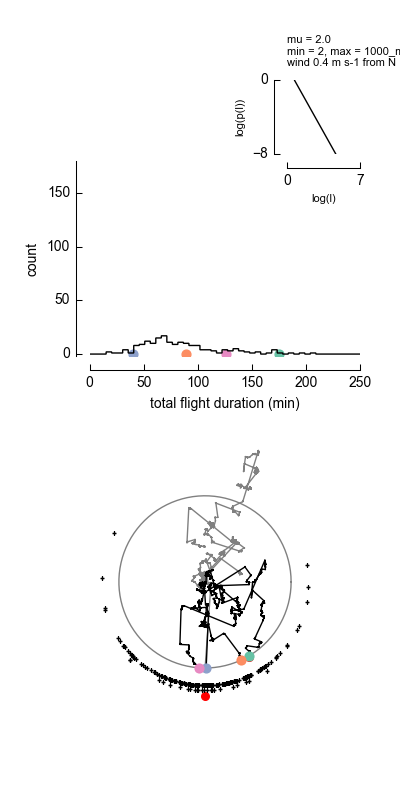 mu = 2.0
min = 2, max = 1000_m
wind 0.4 m s-1 from N
log(p(l))
0
−8
0 7
log(l)
count
150
100
50
0
0 50 100 150 200 250
total flight duration (min)